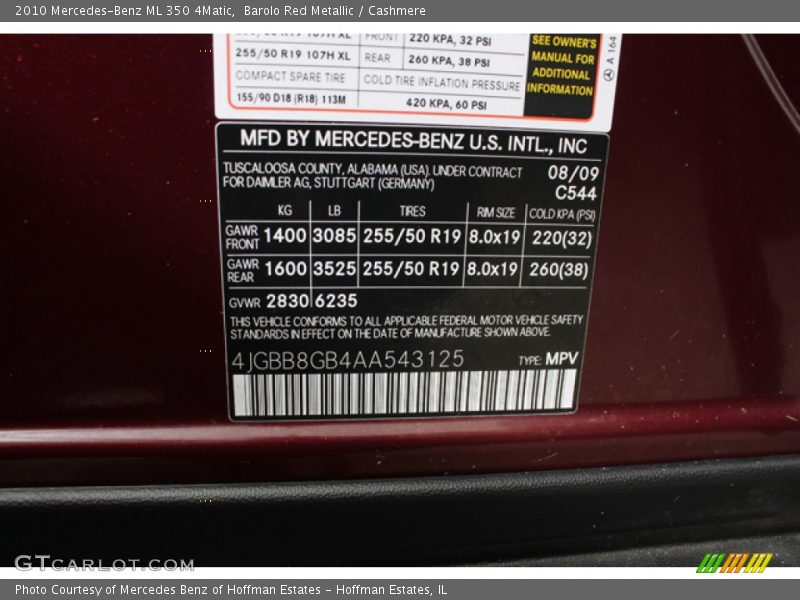 2010 Mercedes-Benz ML 350 4Matic, Barolo Red Metallic / Cashmere
FRONT 220 KPA, 32 PSI
255/50 R19 107H XL REAR 260 KPA, 38 PSI
COMPACT SPARE TIRE COLD TIRE INFLATION PRESSURE
155/90 D18 (R18) 113M 420 KPA, 60 PSI
SEE OWNER'S
MANUAL FOR
ADDITIONAL
INFORMATION
A 164
MFD BY MERCEDES-BENZ U.S. INTL., INC
TUSCALOOSA COUNTY, ALABAMA (USA). UNDER CONTRACT 08/09
FOR DAIMLER AG, STUTTGART (GERMANY) C544
KG LB TIRES RIM SIZE COLD KPA (PSI)
GAWR FRONT 1400 3085 255/50 R19 8.0x19 220(32)
GAWR REAR 1600 3525 255/50 R19 8.0x19 260(38)
GVWR 2830 6235
THIS VEHICLE CONFORMS TO ALL APPLICABLE FEDERAL MOTOR VEHICLE SAFETY
STANDARDS IN EFFECT ON THE DATE OF MANUFACTURE SHOWN ABOVE.
4JGBB8GB4AA543125 TYPE: MPV
GTCARLOT.COM
Photo Courtesy of Mercedes Benz of Hoffman Estates - Hoffman Estates, IL